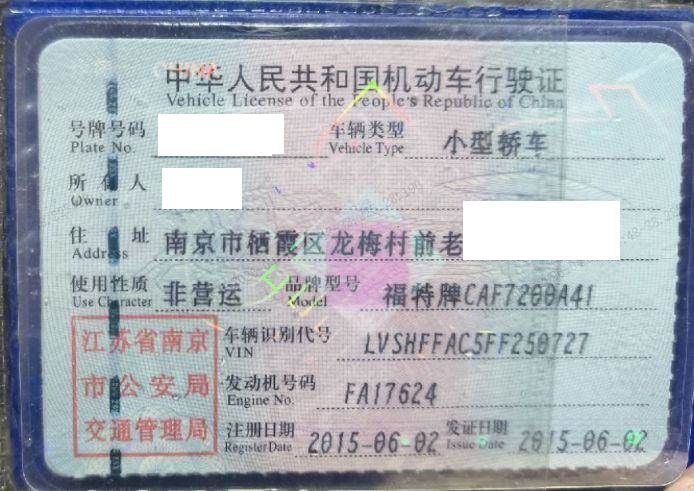 中华人民共和国机动车行驶证
Vehicle License of the People's Republic of China
号牌号码 车辆类型 小型轿车
Plate No. Vehicle Type
所有人
Owner
住址 南京市栖霞区龙梅村前老
Address
使用性质 非营运 品牌型号 福特牌CAF7200A41
Use Character Model
江苏省南京
市公安局
交通管理局
车辆识别代号 LVSHFFAC5FF250727
VIN
发动机号码 FA17624
Engine No.
注册日期 2015-06-02 发证日期 2015-06-02
Register Date Issue Date